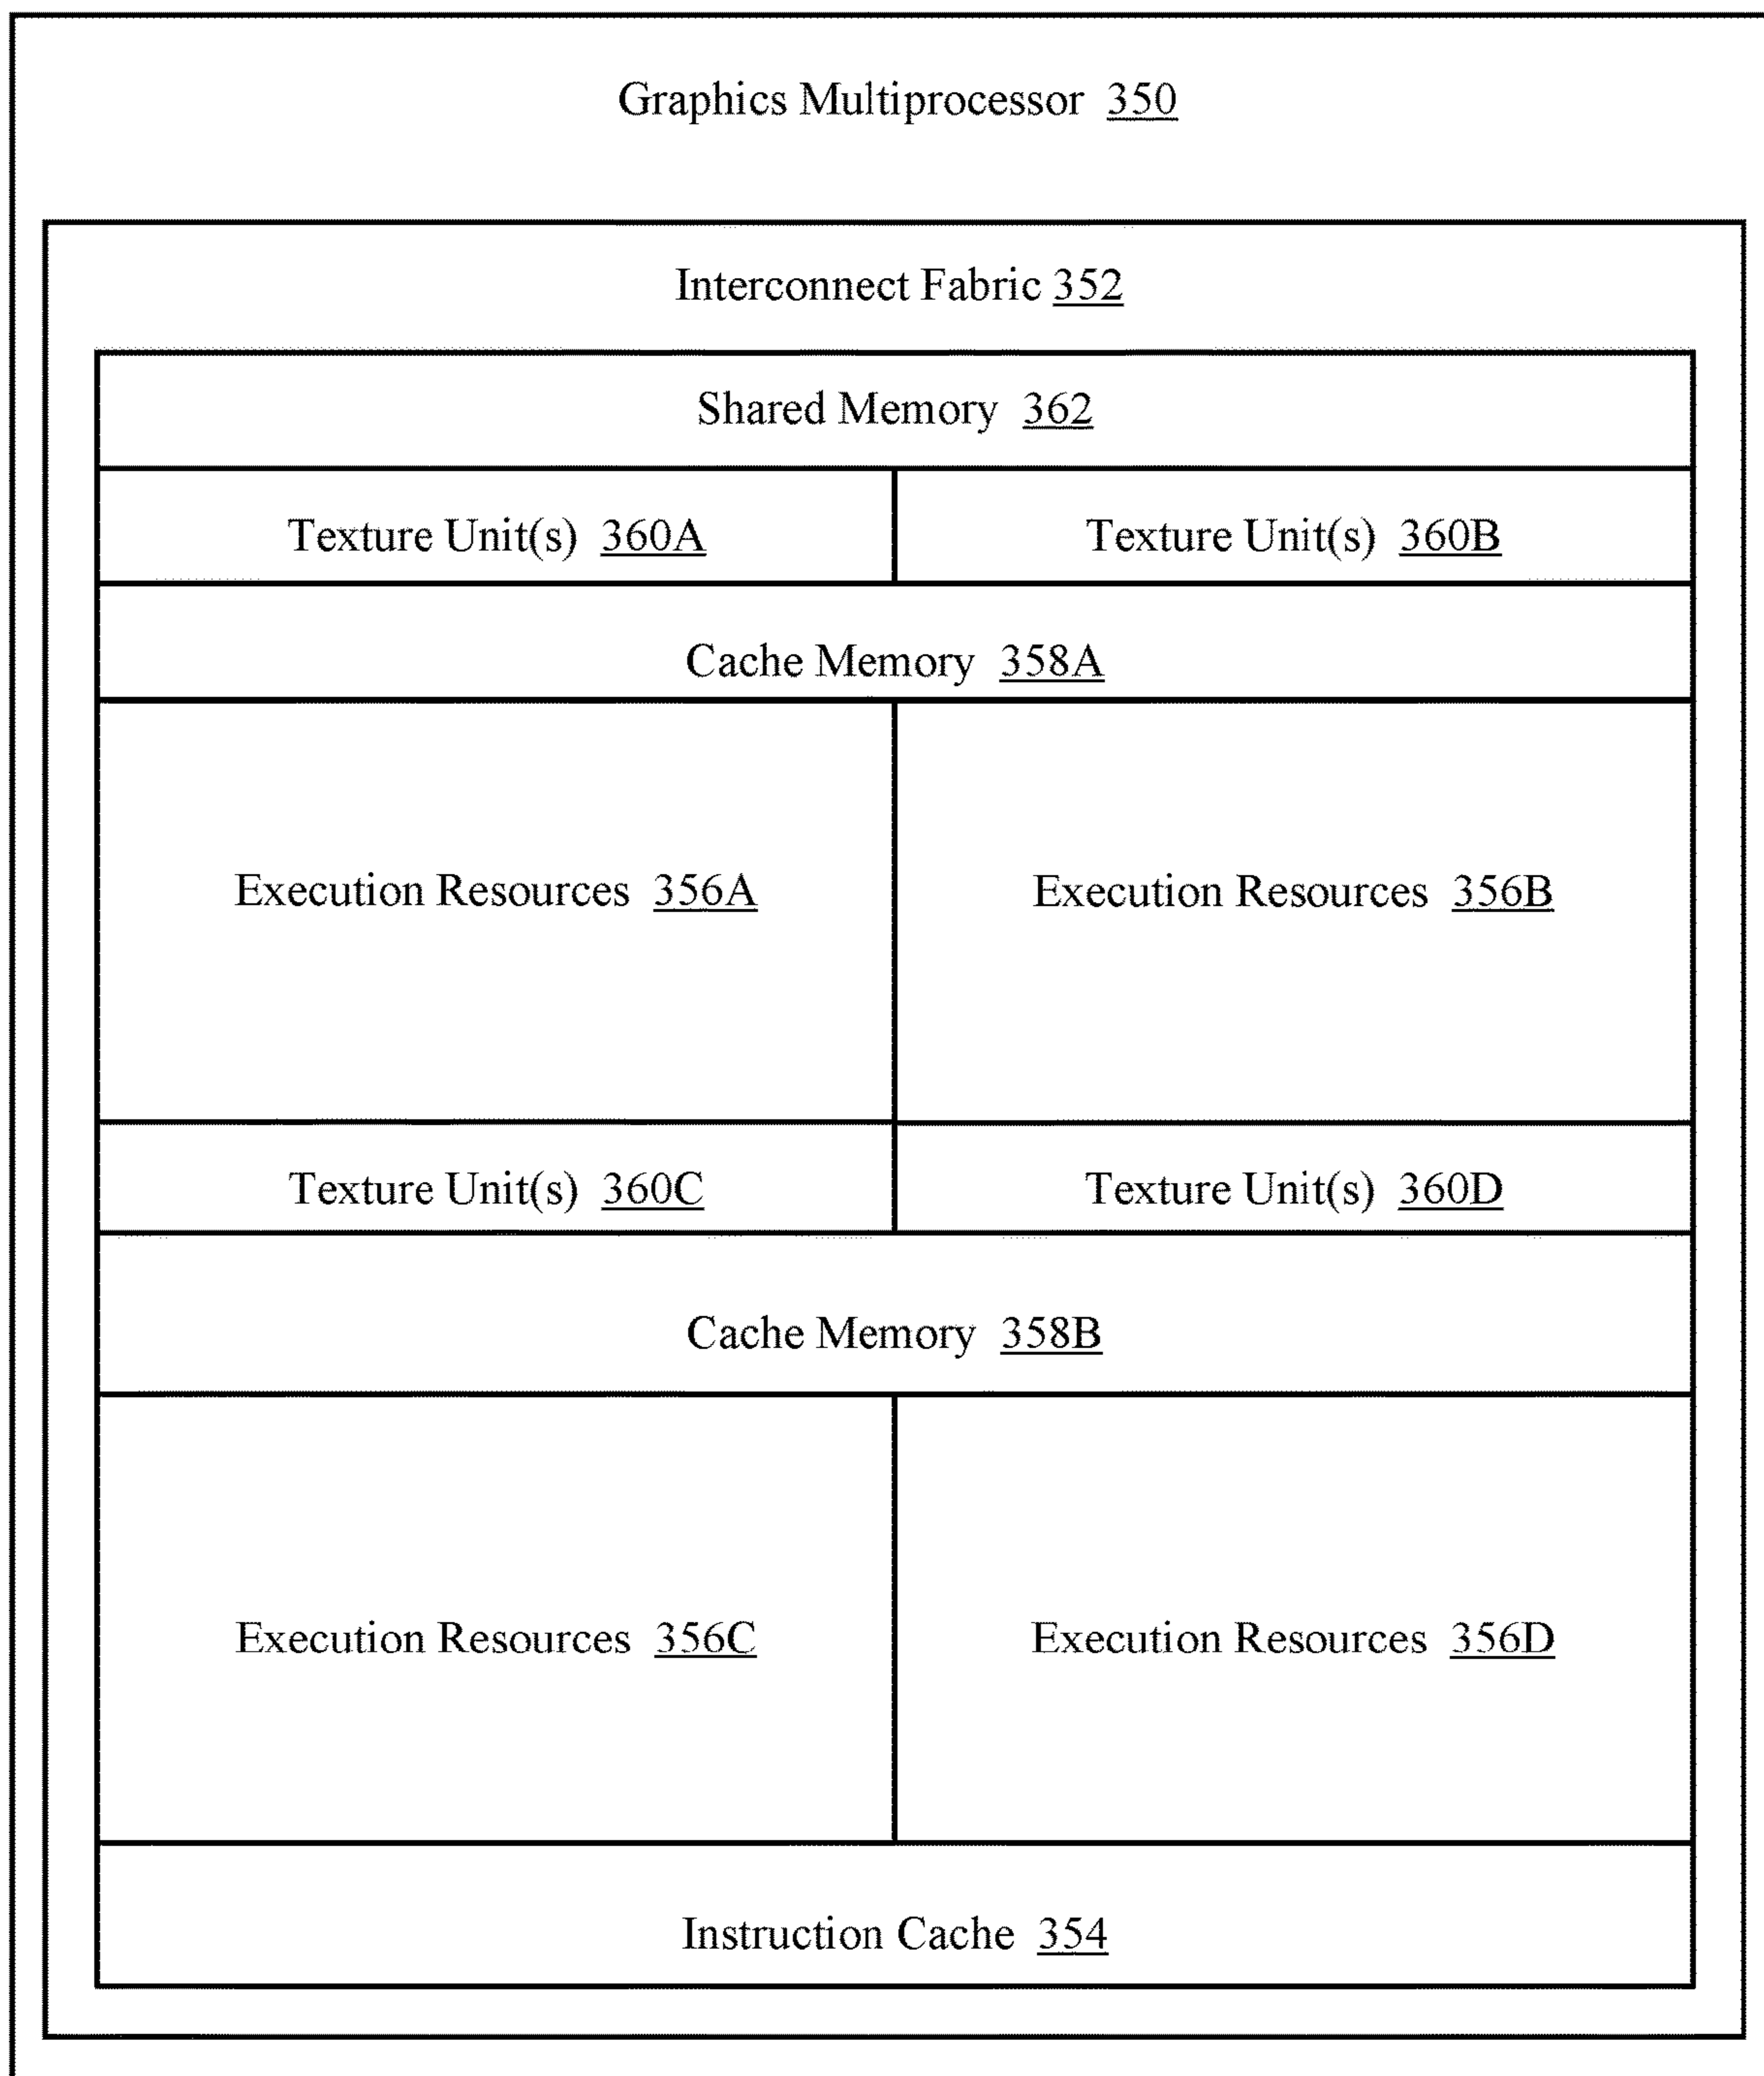 Graphics Multiprocessor 350
Interconnect Fabric 352
Shared Memory 362
Texture Unit(s) 360A Texture Unit(s) 360B
Cache Memory 358A
Execution Resources 356A Execution Resources 356B
Texture Unit(s) 360C Texture Unit(s) 360D
Cache Memory 358B
Execution Resources 356C Execution Resources 356D
Instruction Cache 354